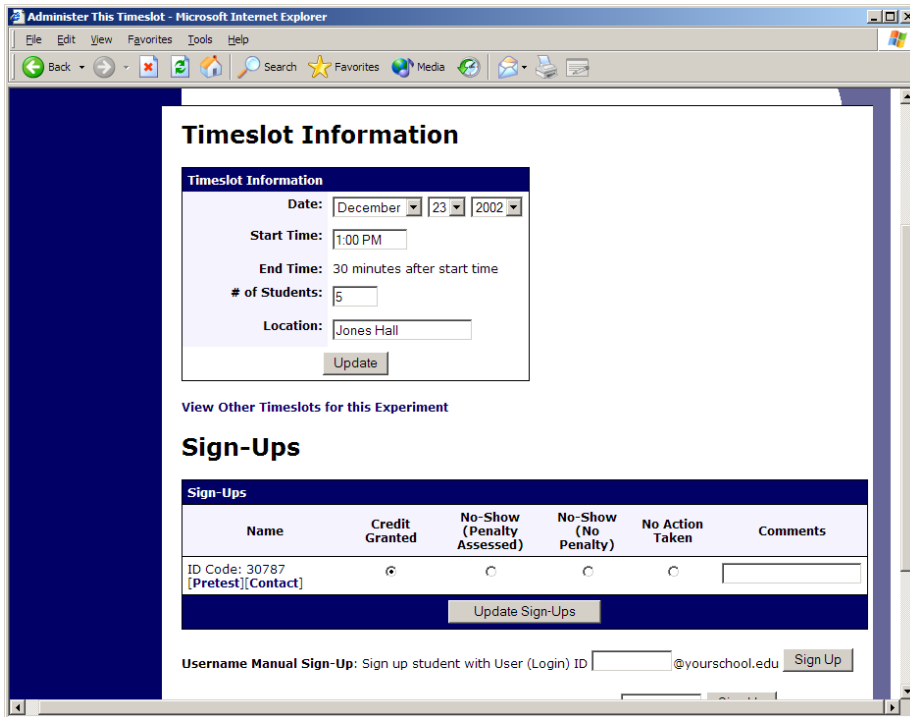 Administer This Timeslot - Microsoft Internet Explorer
File Edit View Favorites Tools Help
Back Search Favorites Media
Timeslot Information
Timeslot Information
Date: December 23 2002
Start Time: 1:00 PM
End Time: 30 minutes after start time
# of Students: 5
Location: Jones Hall
Update
View Other Timeslots for this Experiment
Sign-Ups
Sign-Ups
Name Credit Granted No-Show (Penalty Assessed) No-Show (No Penalty) No Action Taken Comments
ID Code: 30787
[Pretest][Contact]
Update Sign-Ups
Username Manual Sign-Up: Sign up student with User (Login) ID @yourschool.edu Sign Up